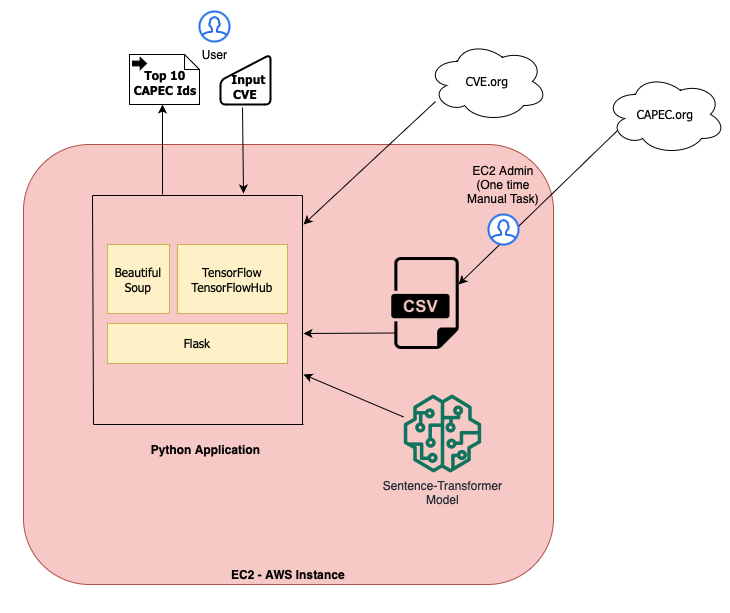 User
Top 10
CAPEC Ids
Input
CVE
CVE.org
CAPEC.org
EC2 Admin
(One time
Manual Task)
Beautiful
Soup
TensorFlow
TensorFlowHub
Flask
CSV
Python Application
Sentence-Transformer
Model
EC2 - AWS Instance